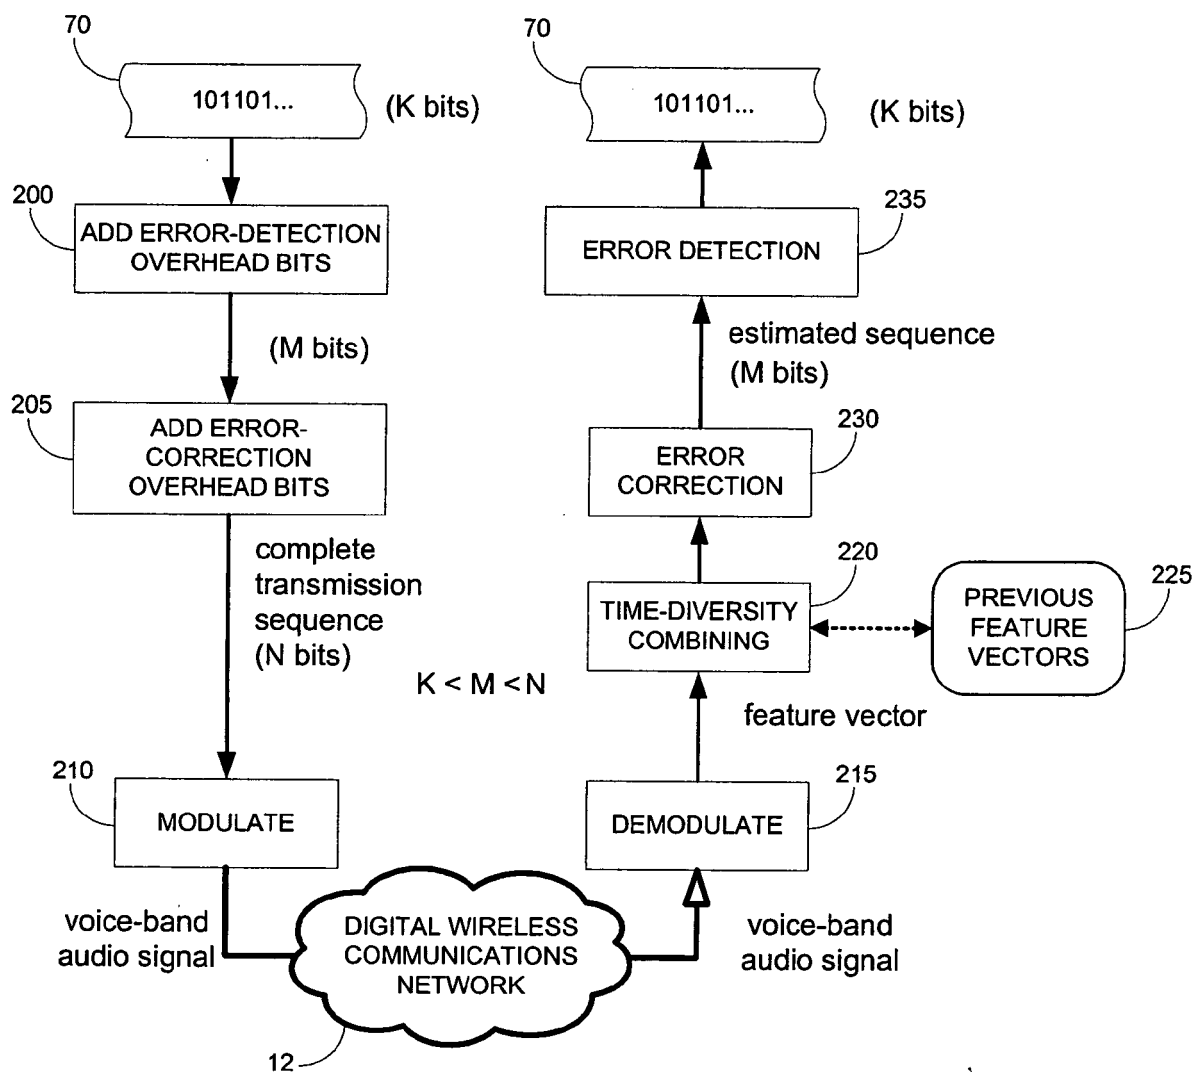 70
101101...
(K bits)
200
ADD ERROR-DETECTION
OVERHEAD BITS
(M bits)
205
ADD ERROR-
CORRECTION
OVERHEAD BITS
complete
transmission
sequence
(N bits)
K < M < N
210
MODULATE
voice-band
audio signal
DIGITAL WIRELESS
COMMUNICATIONS
NETWORK
12
70
101101...
(K bits)
235
ERROR DETECTION
estimated sequence
(M bits)
230
ERROR
CORRECTION
220
TIME-DIVERSITY
COMBINING
225
PREVIOUS
FEATURE
VECTORS
feature vector
215
DEMODULATE
voice-band
audio signal